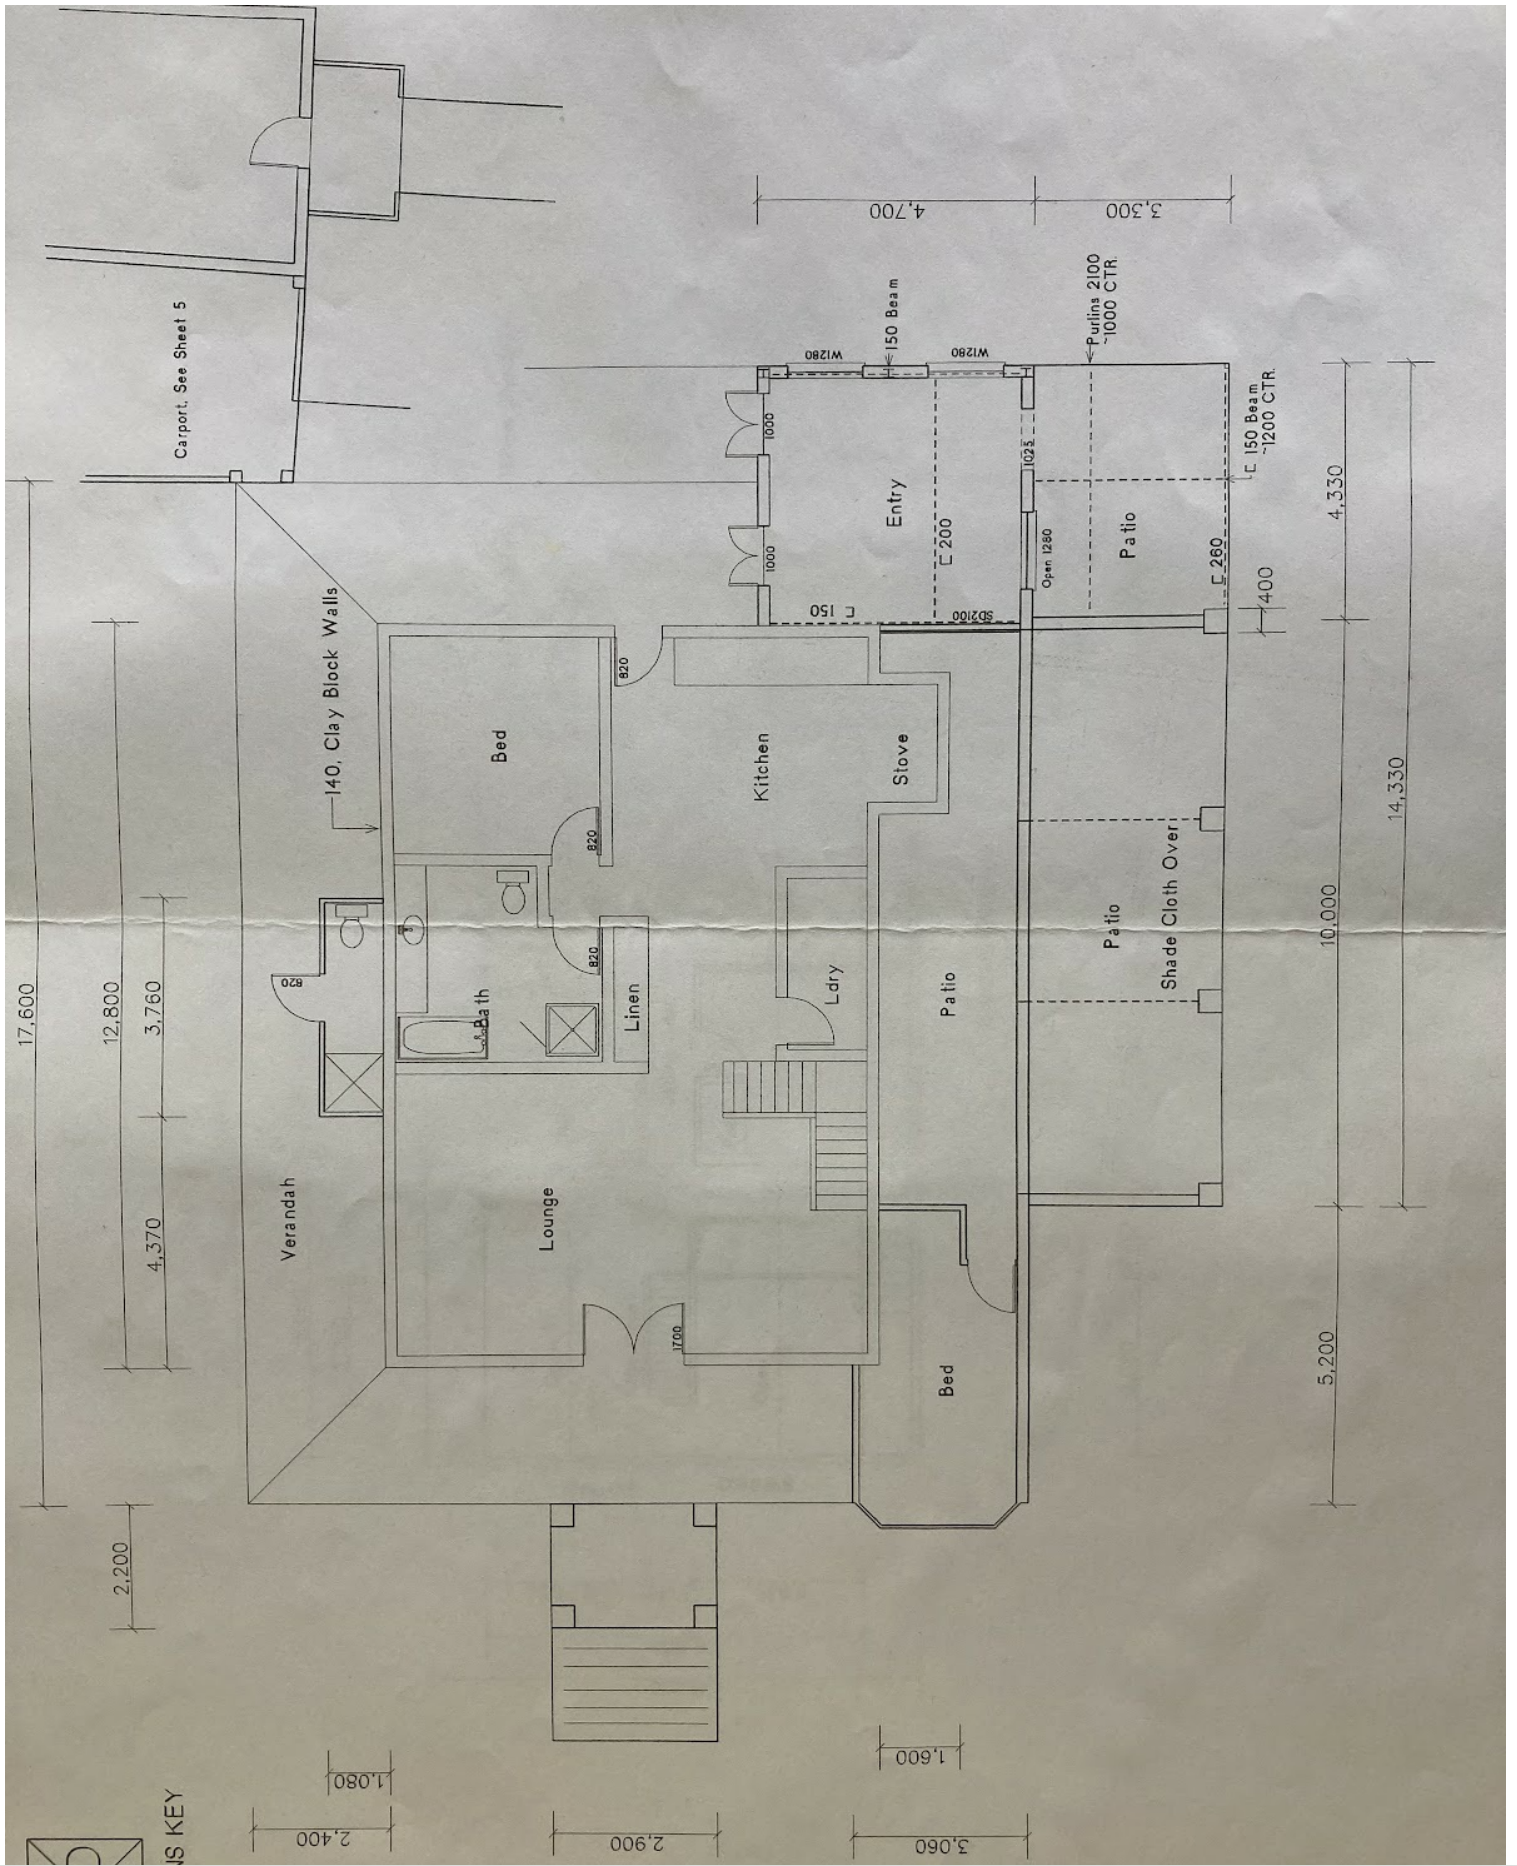 Carport, See Sheet 5
4,700
3,300
150 Beam
Purlins 2100
~1000 CTR.
W1280
W1280
1000
1025
⊏ 150 Beam
~1200 CTR.
Entry
1000
⊏ 200
Open 1280
Patio
⊏ 260
4,330
400
⊏ 150
SD2100
140, Clay Block Walls
820
Bed
Kitchen
Stove
820
14,330
Patio
Shade Cloth Over
10,000
17,600
12,800
3,760
820
Bath
820
Linen
Ldry
Patio
Verandah
4,370
Lounge
1700
Bed
5,200
2,200
1,600
1,080
2,400
2,900
3,060
NS KEY